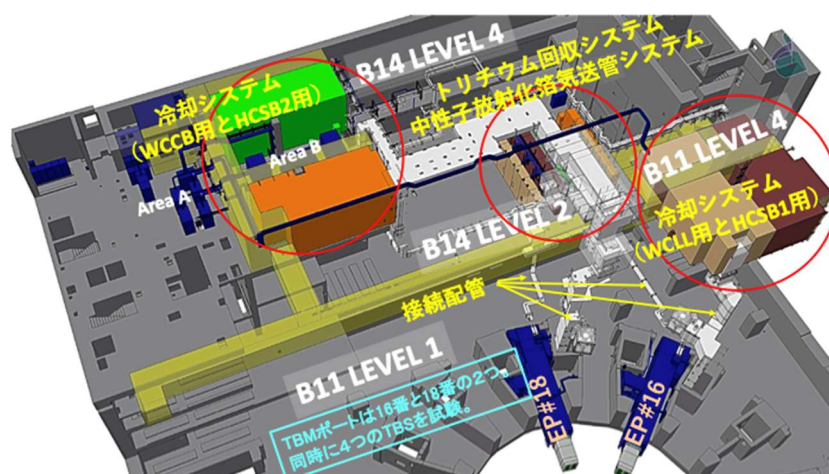 B14 LEVEL 4
冷却システム
（WCCB用とHCSB2用）
トリチウム回収システム
中性子放射化箔気送管システム
Area B
Area A
B11 LEVEL 4
冷却システム
（WCLL用とHCSB1用）
B14 LEVEL 2
接続配管
B11 LEVEL 1
TBMポートは16番と18番の２つ。
同時に４つのTBSを試験。
EP#18
EP#16